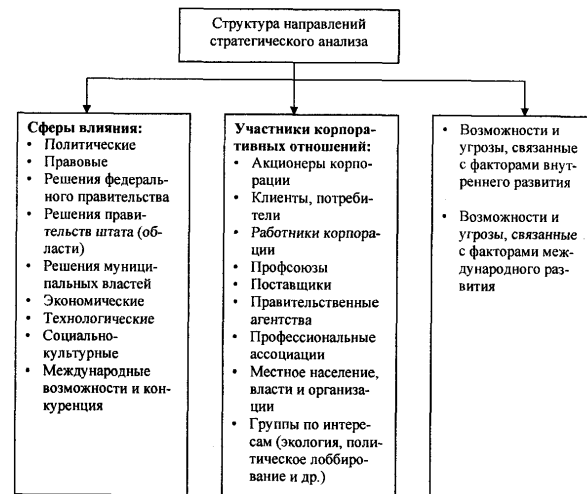 Структура направлений
стратегического анализа
Сферы влияния:
• Политические
• Правовые
• Решения федераль-
ного правительства
• Решения прави-
тельств штата (об-
ласти)
• Решения муници-
пальных властей
• Экономические
• Технологические
• Социально-
культурные
• Международные
возможности и кон-
куренция
Участники корпора-
тивных отношений:
• Акционеры корпо-
рации
• Клиенты, потреби-
тели
• Работники корпора-
ции
• Профсоюзы
• Поставщики
• Правительственные
агентства
• Профессиональные
ассоциации
• Местное население,
власти и организа-
ции
• Группы по интере-
сам (экология, поли-
тическое лоббиро-
вание и др.)
• Возможности и
угрозы, связанные
с факторами внут-
реннего развития
• Возможности и
угрозы, связанные
с факторами меж-
дународного раз-
вития